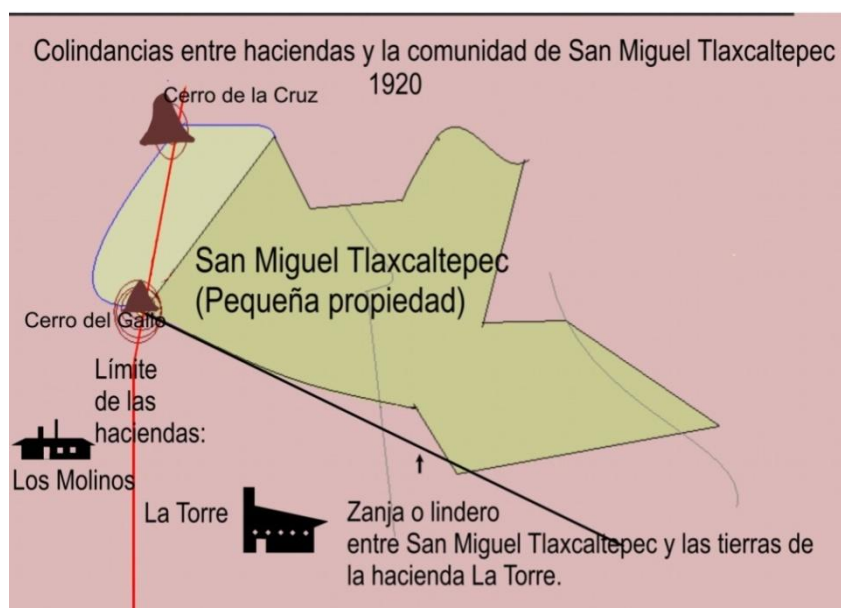 Colindancias entre haciendas y la comunidad de San Miguel Tlaxcaltepec
1920
Cerro de la Cruz
San Miguel Tlaxcaltepec
(Pequeña propiedad)
Cerro del Gallo
Límite
de las
haciendas:
Los Molinos
La Torre
Zanja o lindero
entre San Miguel Tlaxcaltepec y las tierras de
la hacienda La Torre.